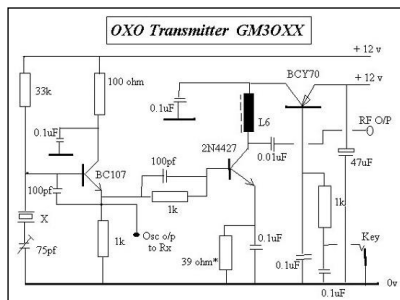 OXO Transmitter GM3OXX
+ 12 v
BCY70
+ 12 v
33k
100 ohm
0.1uF
L6
RF O/P
0.1uF
2N4427
0.01uF
47uF
100pf
BC107
100pf
1k
1k
X
Key
75pf
1k
Osc o/p
to Rx
39 ohm*
0.1uF
0.1uF
0v
0.1uF